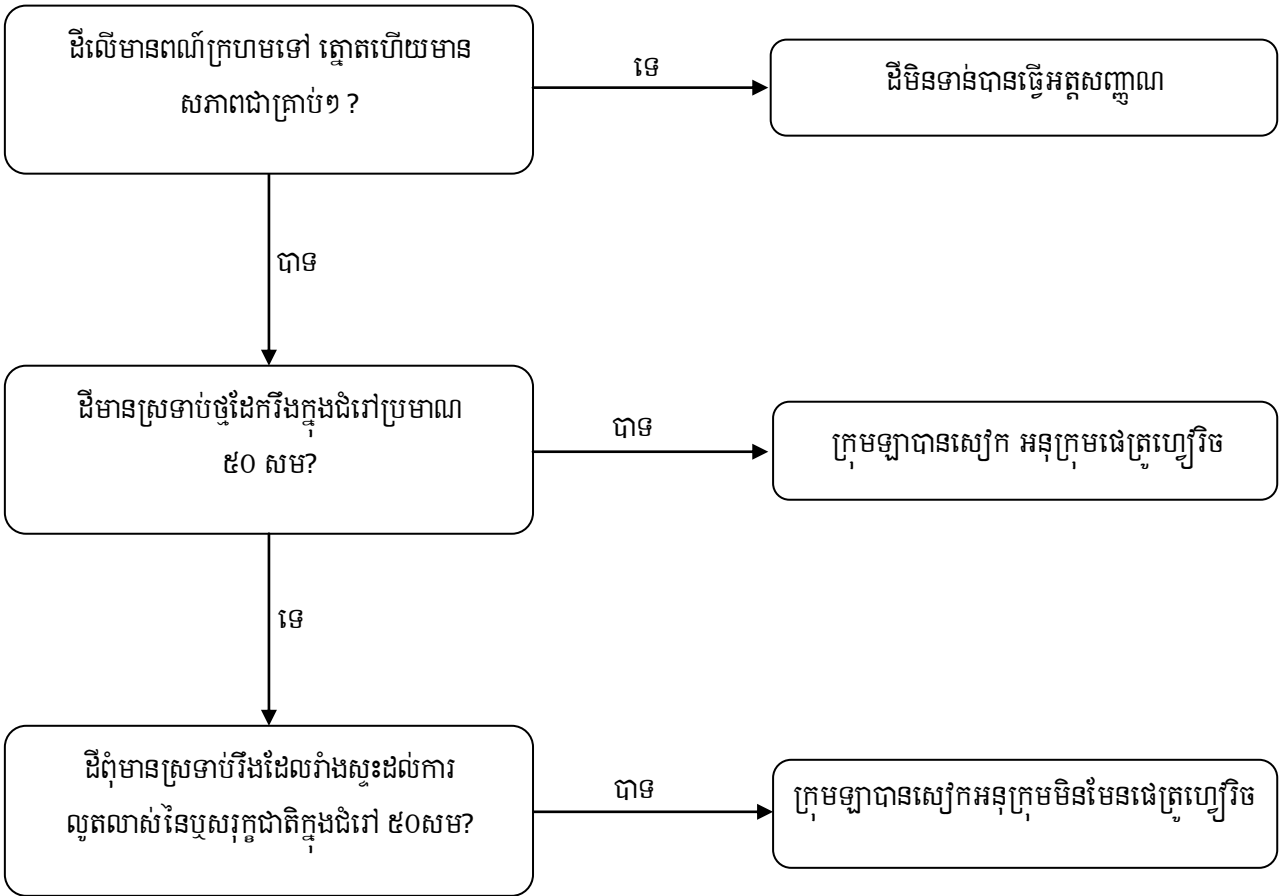 ដីលើមានពណ៍ក្រហមទៅ ត្នោតហើយមាន
សភាពជាគ្រាប់ៗ ?
ទេ
ដីមិនទាន់បានធ្វើអត្តសញ្ញាណ
បាទ
ដីមានស្រទាប់ថ្មដែករឹងក្នុងជំរៅប្រមាណ
៥0 សម?
បាទ
ក្រុមឡាបានសៀក អនុក្រុមផេត្រូហ្វេរិច
ទេ
ដីពុំមានស្រទាប់រឹងដែលរាំងស្ទះដល់ការ
លូតលាស់នៃឬសរុក្ខជាតិក្នុងជំរៅ ៥0សម?
បាទ
ក្រុមឡាបានសៀកអនុក្រុមមិនមែនផេត្រូហ្វេរិច